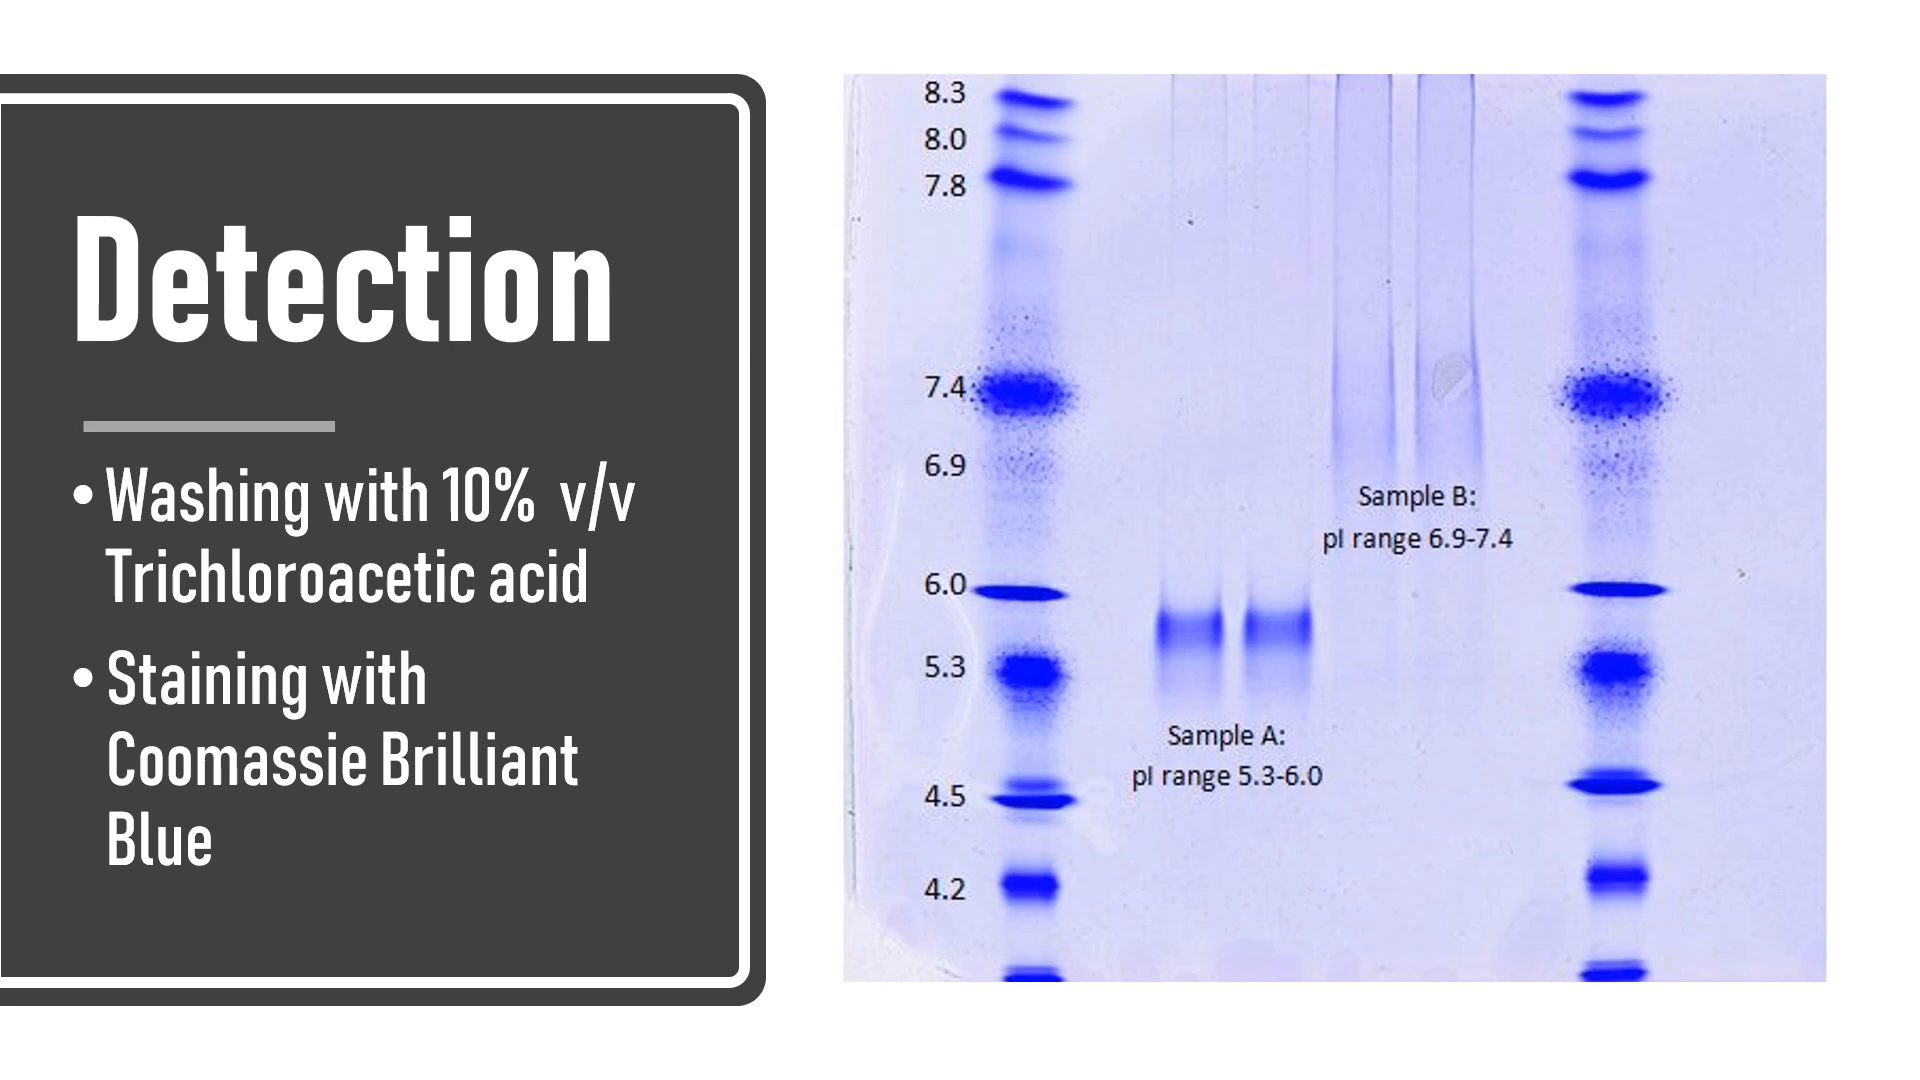 Detection
• Washing with 10%  v/v
Trichloroacetic acid
• Staining with
Coomassie Brilliant
Blue
8.3
8.0
7.8
7.4
6.9
6.0
5.3
4.5
4.2
Sample B:
pI range 6.9-7.4
Sample A:
pI range 5.3-6.0